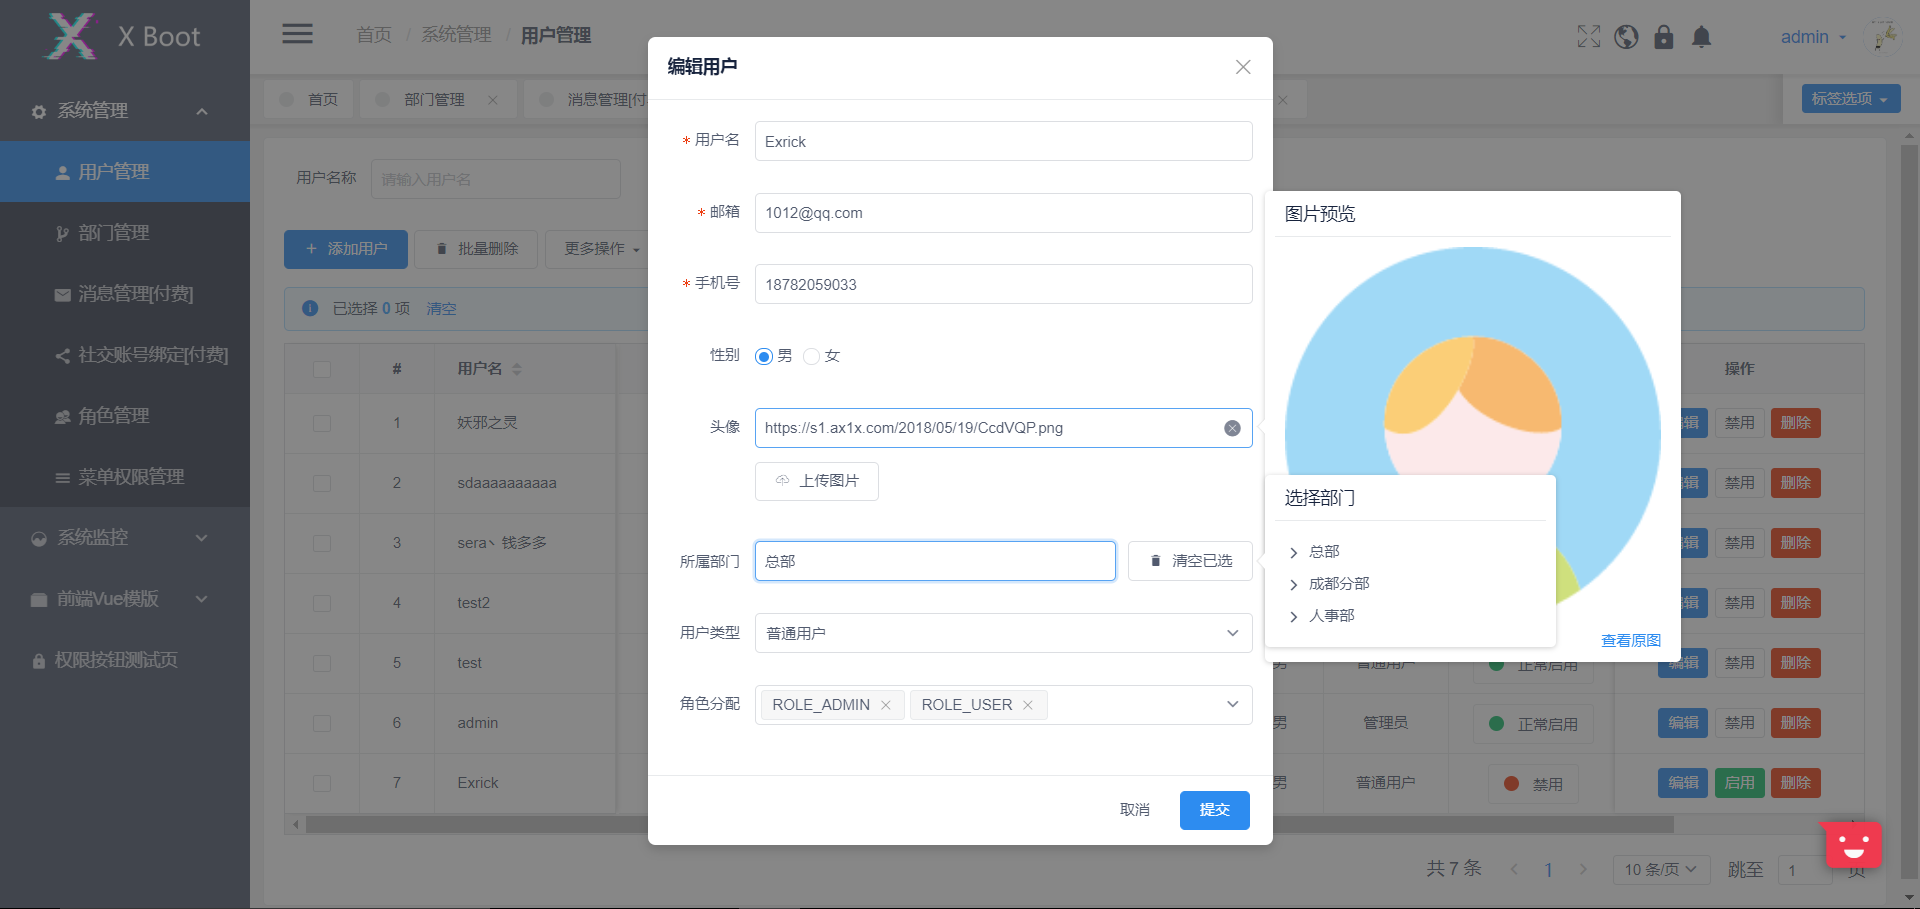 X Boot
系统管理
用户管理
部门管理
消息管理[付费]
社交账号绑定[付费]
角色管理
菜单权限管理
系统监控
前端Vue模版
权限按钮测试页
首页 / 系统管理 / 用户管理
admin
首页
部门管理
消息管理[付
标签选项
用户名称
请输入用户名
+ 添加用户
批量删除
更多操作
已选择 0 项 清空
# 用户名 操作
1 妖邪之灵 辑 禁用 删除
2 sdaaaaaaaaaa 辑 禁用 删除
3 sera丶钱多多 辑 禁用 删除
4 test2 辑 禁用 删除
5 test 男 普通用户 正常启用 编辑 禁用 删除
6 admin 男 管理员 正常启用 编辑 禁用 删除
7 Exrick 男 普通用户 禁用 编辑 启用 删除
共 7 条 1 10 条/页 跳至 1 页
编辑用户
* 用户名 Exrick
* 邮箱 1012@qq.com
* 手机号 18782059033
性别 男 女
头像 https://s1.ax1x.com/2018/05/19/CcdVQP.png
上传图片
所属部门 总部 清空已选
用户类型 普通用户
角色分配 ROLE_ADMIN ROLE_USER
取消 提交
图片预览
查看原图
选择部门
总部
成都分部
人事部